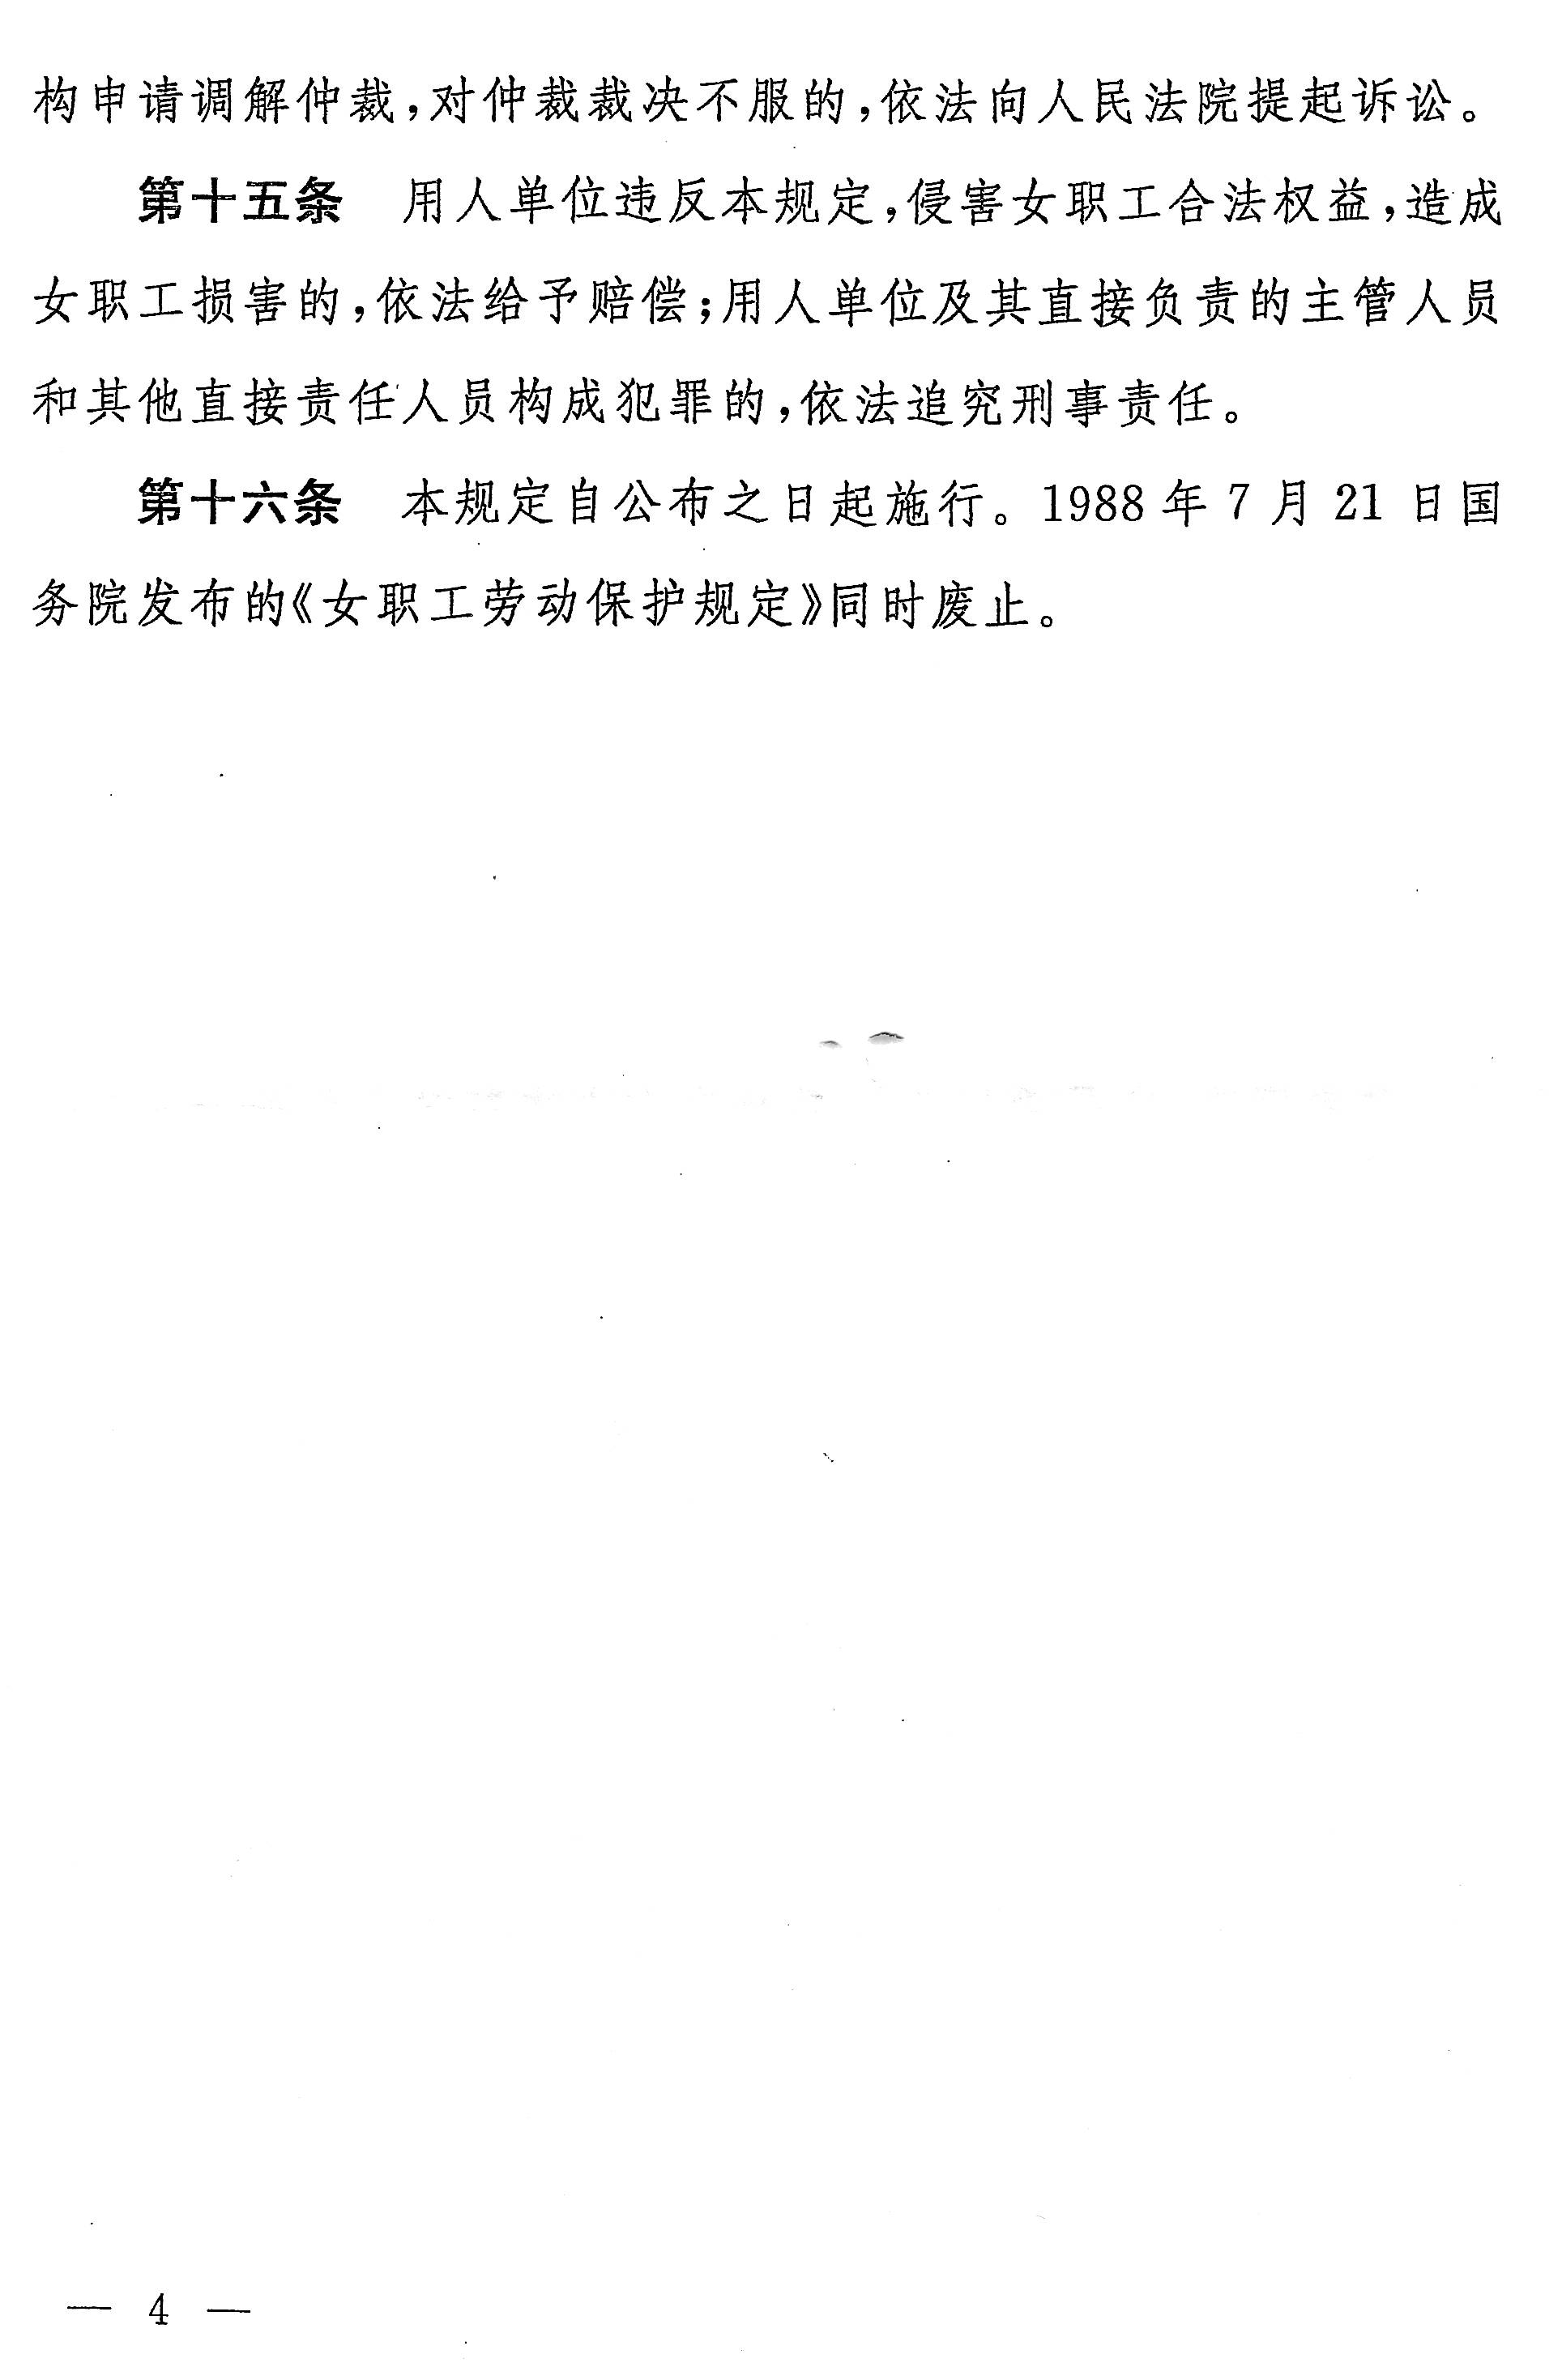 构申请调解仲裁，对仲裁裁决不服的，依法向人民法院提起诉讼。
第十五条　用人单位违反本规定，侵害女职工合法权益，造成
女职工损害的，依法给予赔偿；用人单位及其直接负责的主管人员
和其他直接责任人员构成犯罪的，依法追究刑事责任。
第十六条　本规定自公布之日起施行。1988年7月21日国
务院发布的《女职工劳动保护规定》同时废止。
— 4 —